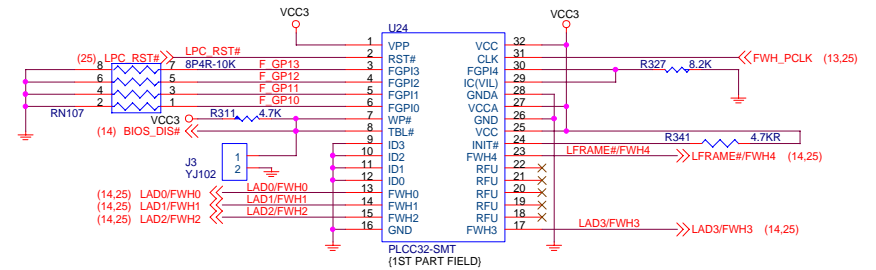 VCC3
VCC3
U24
(25) LPC_RST#
LPC_RST#
1 VPP
2 RST#
3 FGPI3
4 FGPI2
5 FGPI1
6 FGPI0
7 WP#
8 TBL#
9 ID3
10 ID2
11 ID1
12 ID0
13 FWH0
14 FWH1
15 FWH2
16 GND
VCC 32
CLK 31
FGPI4 30
IC(VIL) 29
GNDA 28
VCCA 27
GND 26
VCC 25
INIT# 24
FWH4 23
RFU 22
RFU 21
RFU 20
RFU 19
RFU 18
FWH3 17
PLCC32-SMT
{1ST PART FIELD}
8P4R-10K
8 7 F_GP13
6 5 F_GP12
4 3 F_GP11
2 1 F_GP10
RN107
VCC3 R311 4.7K
(14) BIOS_DIS#
J3
YJ102
1
2
(14,25) LAD0/FWH0 LAD0/FWH0
(14,25) LAD1/FWH1 LAD1/FWH1
(14,25) LAD2/FWH2 LAD2/FWH2
FWH_PCLK (13,25)
R327 8.2K
R341 4.7KR
LFRAME#/FWH4 LFRAME#/FWH4 (14,25)
LAD3/FWH3 LAD3/FWH3 (14,25)